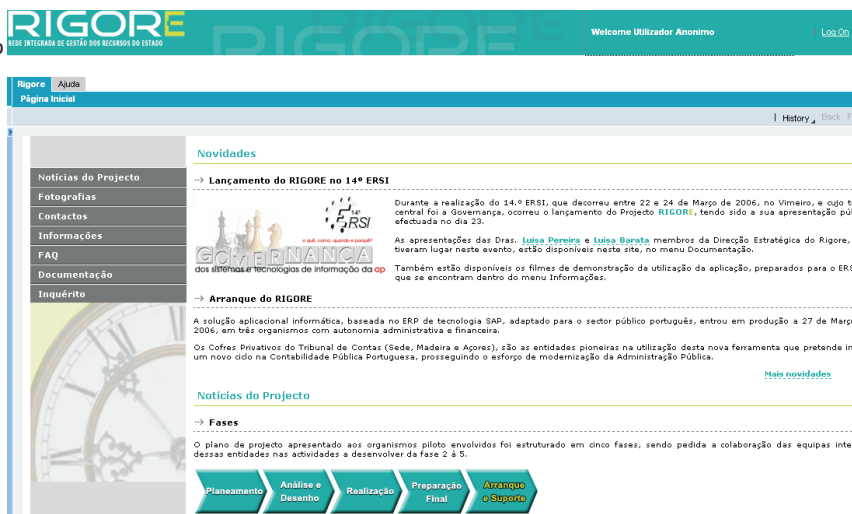 RIGORE
REDE INTEGRADA DE GESTÃO DOS RECURSOS DO ESTADO
RIGORE
Welcome Utilizador Anonimo
Log On
Rigore Ajuda
Página Inicial
History Back
Notícias do Projecto
Fotografias
Contactos
Informações
FAQ
Documentação
Inquérito
Novidades
Lançamento do RIGORE no 14º ERSI
14º
ERSI
o quê, como, quando e porquê?
GOVERNANÇA
dos sistemas e tecnologias de informação da ap
Durante a realização do 14.º ERSI, que decorreu entre 22 e 24 de Março de 2006, no Vimeiro, e cujo
central foi a Governança, ocorreu o lançamento do Projecto RIGORE, tendo sido a sua apresentação
efectuada no dia 23.
As apresentações das Dras. Luisa Pereira e Luisa Barata membros da Direcção Estratégica do Rigore,
tiveram lugar neste evento, estão disponíveis neste site, no menu Documentação.
Também estão disponíveis os filmes de demonstração da utilização da aplicação, preparados para o
que se encontram dentro do menu Informações.
Arranque do RIGORE
A solução aplicacional informática, baseada no ERP de tecnologia SAP, adaptado para o sector público português, entrou em produção a 27 de
2006, em três organismos com autonomia administrativa e financeira.
Os Cofres Privativos do Tribunal de Contas (Sede, Madeira e Açores), são as entidades pioneiras na utilização desta nova ferramenta que pretende
um novo ciclo na Contabilidade Pública Portuguesa, prosseguindo o esforço de modernização da Administração Pública.
Mais novidades
Notícias do Projecto
Fases
O plano de projecto apresentado aos organismos piloto envolvidos foi estruturado em cinco fases, sendo pedida a colaboração das equipas
dessas entidades nas actividades a desenvolver da fase 2 à 5.
Planeamento
Análise e
Desenho
Realização
Preparação
Final
Arranque
e Suporte